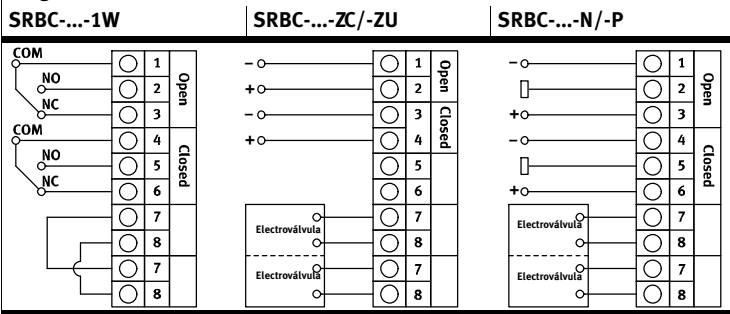 SRBC-...-1W
SRBC-...-ZC/-ZU
SRBC-...-N/-P
COM
NO
NC
COM
NO
NC
1
2
3
4
5
6
7
8
7
8
Open
Closed
-
+
-
+
1
2
3
4
5
6
7
8
7
8
Open
Closed
Electroválvula
Electroválvula
-
+
-
+
1
2
3
4
5
6
7
8
7
8
Open
Closed
Electroválvula
Electroválvula